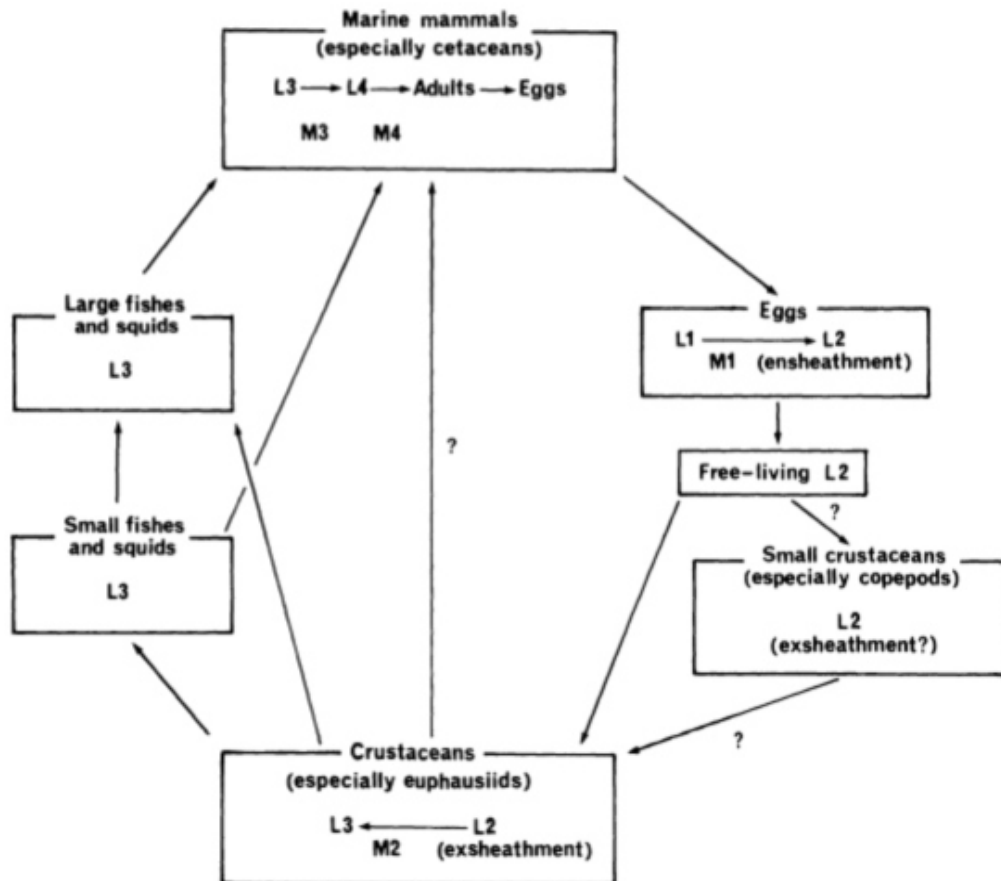 Marine mammals
(especially cetaceans)
L3 L4 Adults Eggs
M3 M4
Large fishes
and squids
L3
Eggs
L1 L2
M1 (ensheathment)
?
Free-living L2
?
Small fishes
and squids
L3
Small crustaceans
(especially copepods)
L2
(exsheathment?)
?
Crustaceans
(especially euphausiids)
L3 L2
M2 (exsheathment)